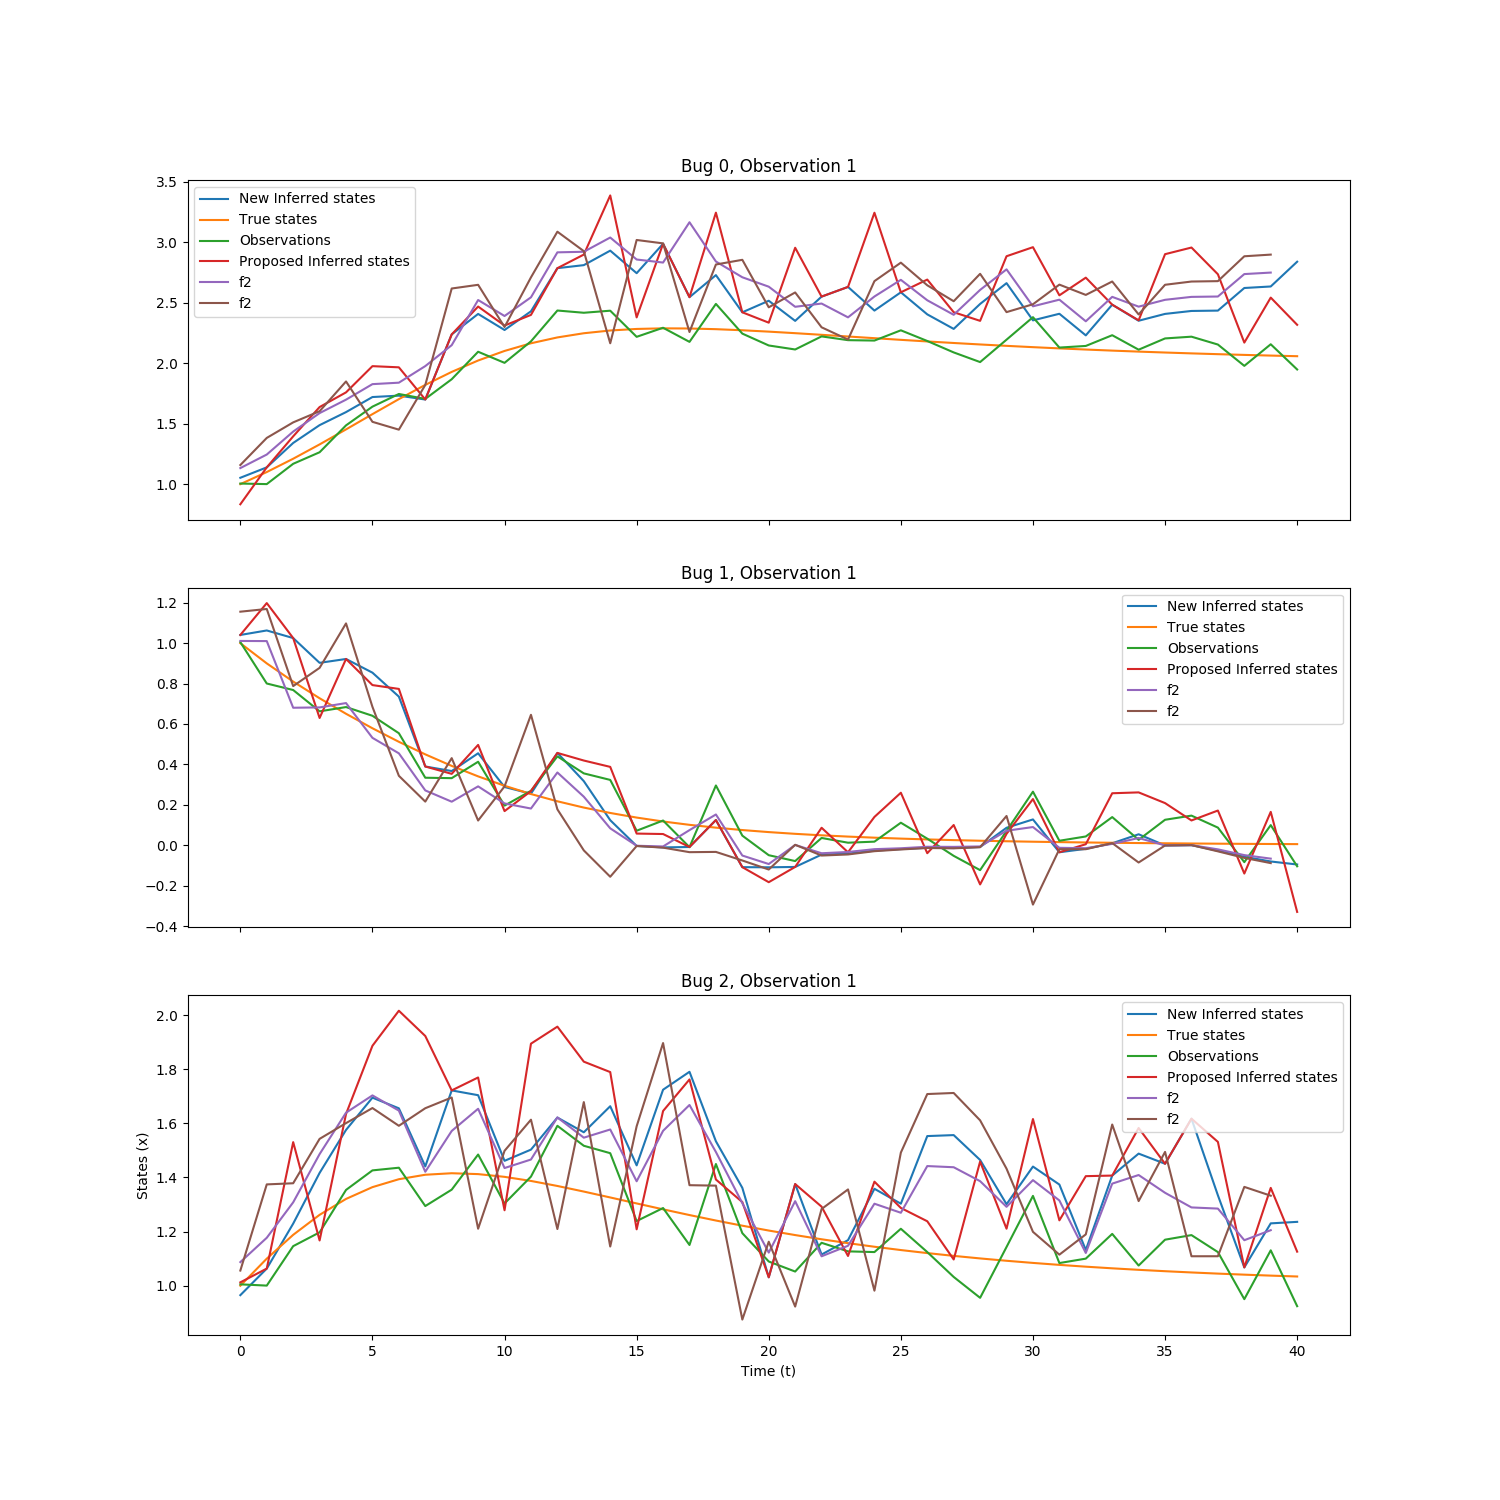 Bug 0, Observation 1
3.5
3.0
2.5
2.0
1.5
1.0
New Inferred states
True states
Observations
Proposed Inferred states
f2
f2
Bug 1, Observation 1
1.2
1.0
0.8
0.6
0.4
0.2
0.0
−0.2
−0.4
New Inferred states
True states
Observations
Proposed Inferred states
f2
f2
Bug 2, Observation 1
States (x)
2.0
1.8
1.6
1.4
1.2
1.0
New Inferred states
True states
Observations
Proposed Inferred states
f2
f2
0 5 10 15 20 25 30 35 40
Time (t)